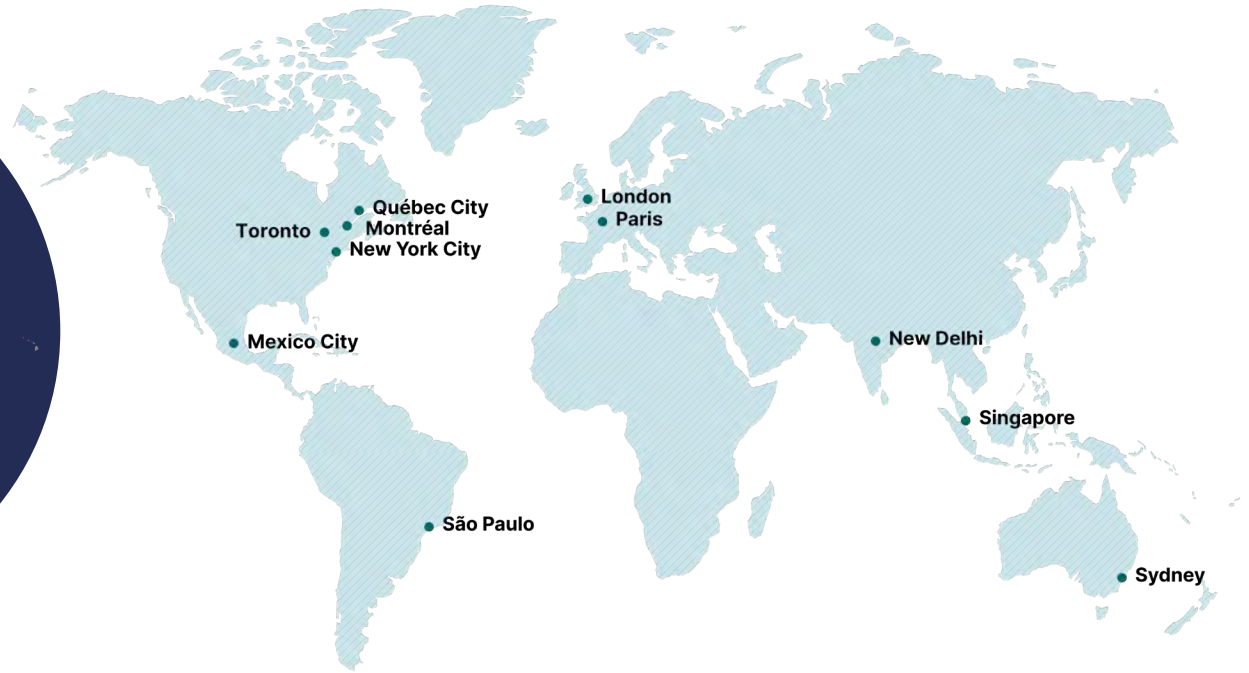 London
Québec City
Paris
Montréal
Toronto
New York City
New Delhi
Mexico City
Singapore
São Paulo
Sydney